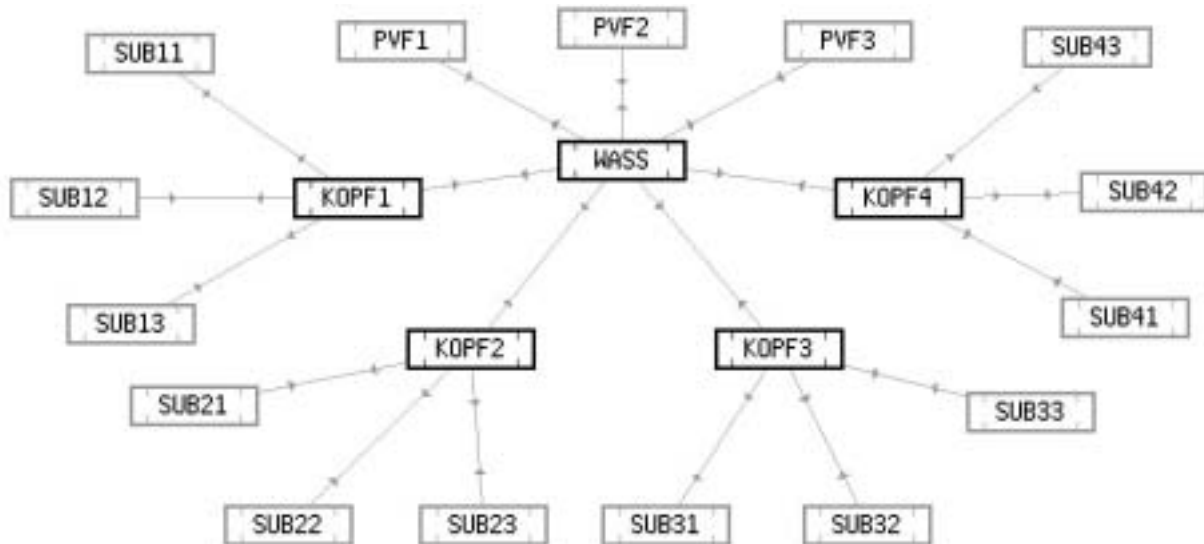 PVF2
PVF1
PVF3
SUB11
SUB43
WASS
SUB12
KOPF1
KOPF4
SUB42
SUB13
SUB41
KOPF2
KOPF3
SUB21
SUB33
SUB22
SUB23
SUB31
SUB32